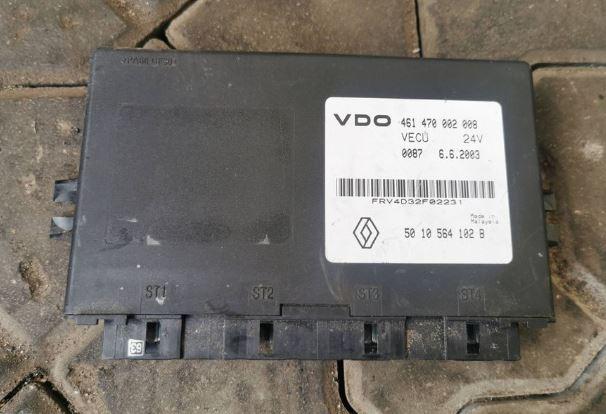 VDO 461 470 002 008
VECU 24V
0087 6.6.2003
FRV4D32F02231
Made in
Malaysia
50 10 564 102 B
ST1 ST2 ST3 ST4
63